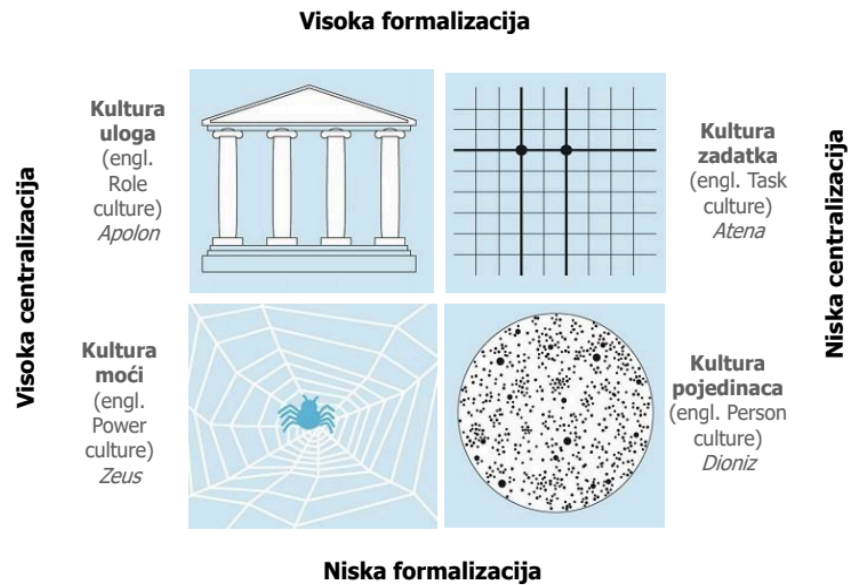 Visoka formalizacija
Kultura
uloga
(engl.
Role
culture)
Apolon
Kultura
zadatka
(engl. Task
culture)
Atena
Visoka centralizacija
Niska centralizacija
Kultura
moći
(engl.
Power
culture)
Zeus
Kultura
pojedinaca
(engl. Person
culture)
Dioniz
Niska formalizacija